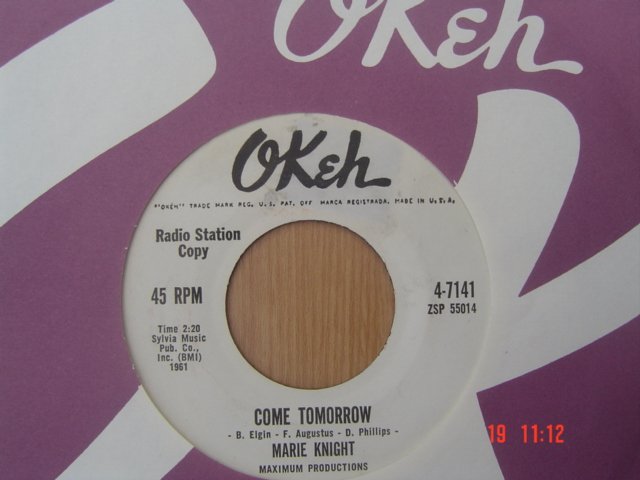 OKeh
OKeh
"OKEH" TRADE MARK REG. U.S. PAT. OFF. MARCA REGISTRADA. MADE IN U.S.A.
Radio Station
Copy
45 RPM
4-7141
ZSP 55014
Time 2:20
Sylvia Music
Pub. Co.,
Inc. (BMI)
1961
COME TOMORROW
- B. Elgin - F. Augustus - D. Phillips -
MARIE KNIGHT
MAXIMUM PRODUCTIONS
19 11:12